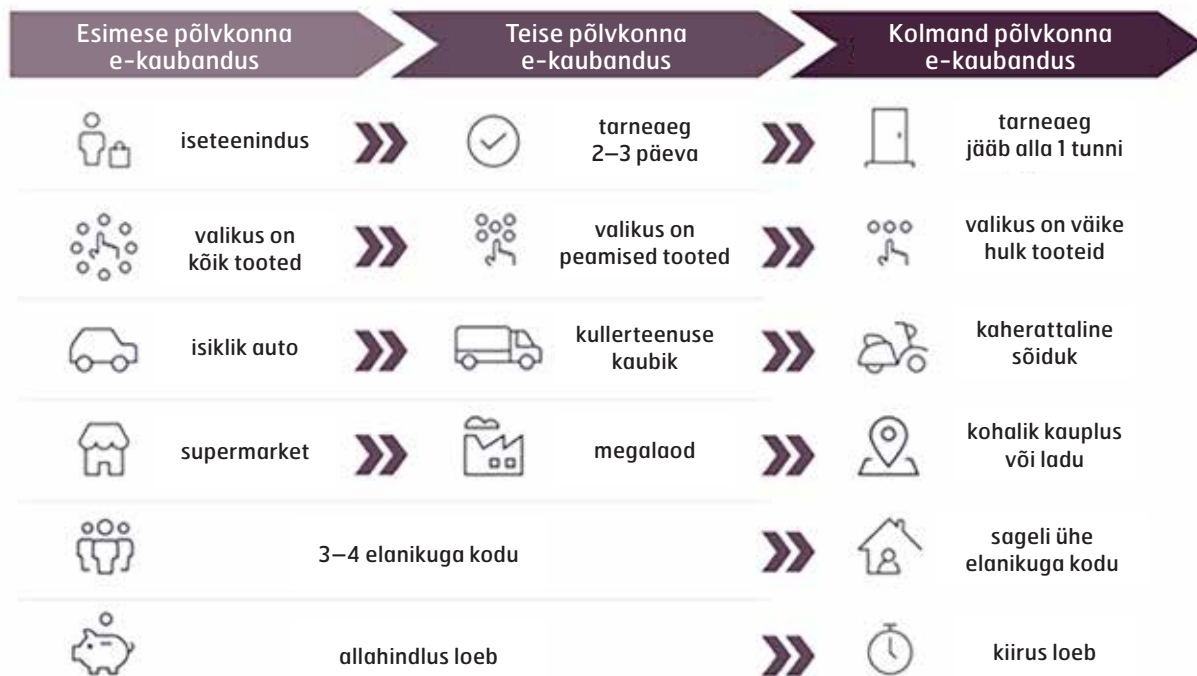 Esimese põlvkonna
e-kaubandus
Teise põlvkonna
e-kaubandus
Kolmand põlvkonna
e-kaubandus
iseteenindus
tarneaeg
2–3 päeva
tarneaeg
jääb alla 1 tunni
valikus on
kõik tooted
valikus on
peamised tooted
valikus on väike
hulk tooteid
isiklik auto
kullerteenuse
kaubik
kaherattaline
sõiduk
supermarket
megalaod
kohalik kauplus
või ladu
3–4 elanikuga kodu
sageli ühe
elanikuga kodu
allahindlus loeb
kiirus loeb